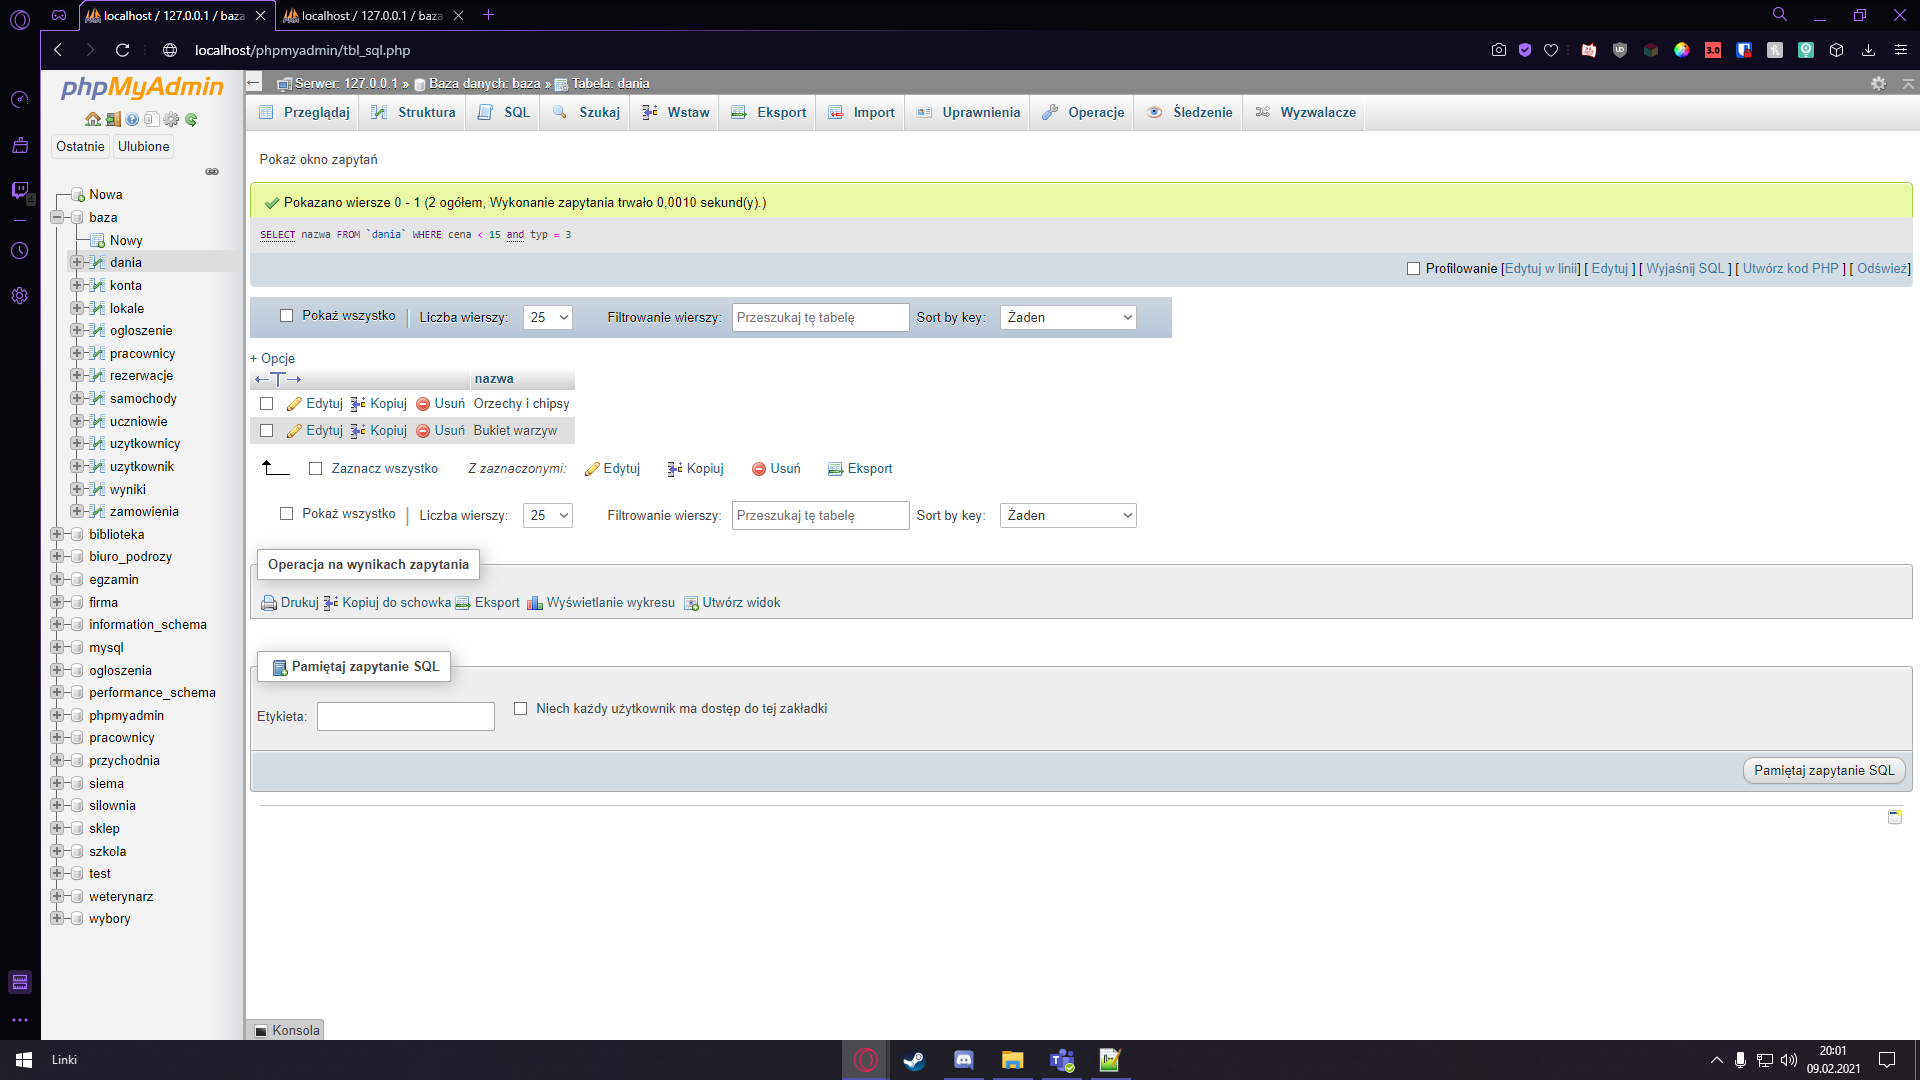 localhost / 127.0.0.1 / baza
localhost / 127.0.0.1 / baza
localhost/phpmyadmin/tbl_sql.php
3.0
4
phpMyAdmin
Ostatnie
Ulubione
Nowa
baza
Nowy
dania
konta
lokale
ogloszenie
pracownicy
rezerwacje
samochody
uczniowie
uzytkownicy
uzytkownik
wyniki
zamowienia
biblioteka
biuro_podrozy
egzamin
firma
information_schema
mysql
ogloszenia
performance_schema
phpmyadmin
pracownicy
przychodnia
siema
silownia
sklep
szkola
test
weterynarz
wybory
Serwer: 127.0.0.1 » Baza danych: baza » Tabela: dania
Przeglądaj Struktura SQL Szukaj Wstaw Eksport Import Uprawnienia Operacje Śledzenie Wyzwalacze
Pokaż okno zapytań
Pokazano wiersze 0 - 1 (2 ogółem, Wykonanie zapytania trwało 0,0010 sekund(y).)
SELECT nazwa FROM `dania` WHERE cena < 15 and typ = 3
Profilowanie [Edytuj w linii] [ Edytuj ] [ Wyjaśnij SQL ] [ Utwórz kod PHP ] [ Odśwież]
Pokaż wszystko Liczba wierszy: 25 Filtrowanie wierszy: Przeszukaj tę tabelę Sort by key: Żaden
+ Opcje
←T→ nazwa
Edytuj Kopiuj Usuń Orzechy i chipsy
Edytuj Kopiuj Usuń Bukiet warzyw
Zaznacz wszystko Z zaznaczonymi: Edytuj Kopiuj Usuń Eksport
Pokaż wszystko Liczba wierszy: 25 Filtrowanie wierszy: Przeszukaj tę tabelę Sort by key: Żaden
Operacja na wynikach zapytania
Drukuj Kopiuj do schowka Eksport Wyświetlanie wykresu Utwórz widok
Pamiętaj zapytanie SQL
Etykieta: Niech każdy użytkownik ma dostęp do tej zakładki
Pamiętaj zapytanie SQL
Konsola
Linki
20:01
09.02.2021